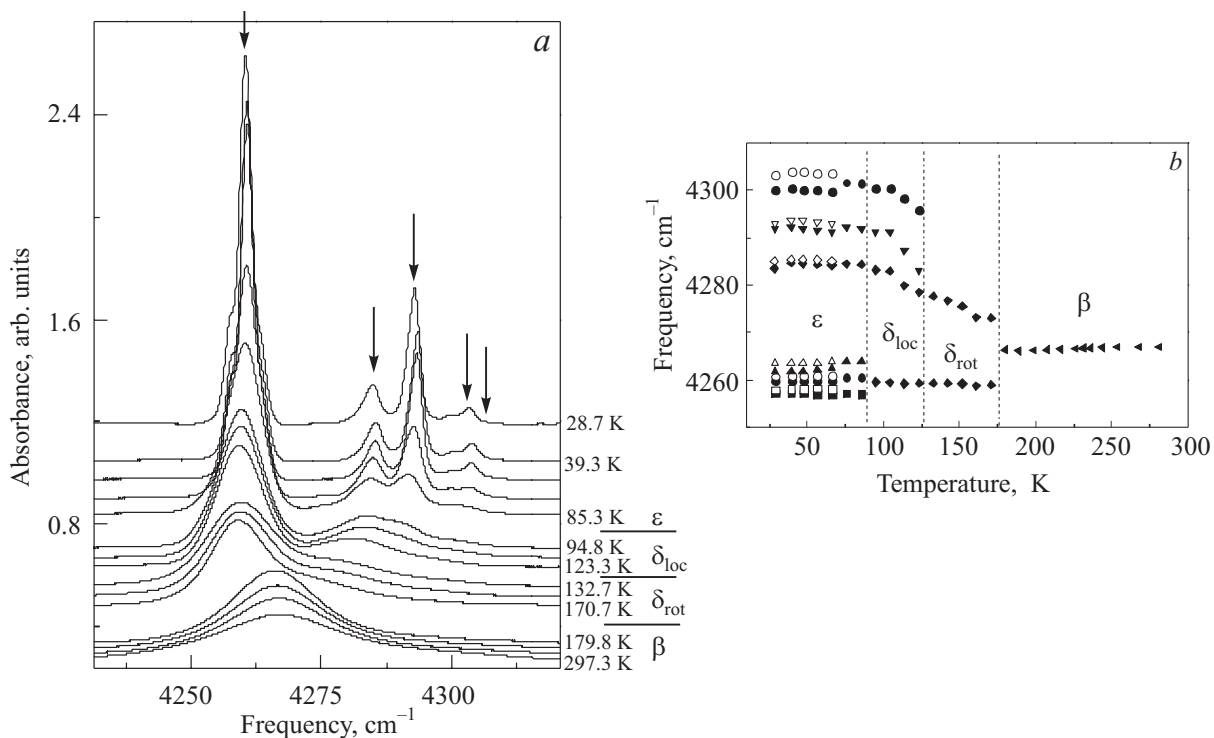 a
2.4
1.6
0.8
Absorbance, arb. units
28.7 K
39.3 K
85.3 K ε
94.8 K
123.3 K δloc
132.7 K
170.7 K δrot
179.8 K
297.3 K β
4250 4275 4300
Frequency, cm⁻¹
b
4300
4280
4260
Frequency, cm⁻¹
ε
δloc
δrot
β
50 100 150 200 250 300
Temperature, K